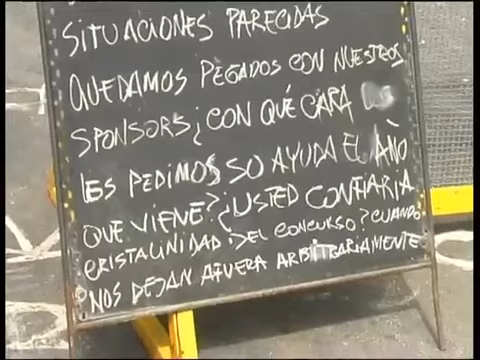 SITUACIONES PARECIDAS
QUEDAMOS PEGADOS CON NUESTROS
SPONSORS ¿CON QUÉ CARA
LES PEDIMOS SU AYUDA EL AÑO
QUE VIENE? ¿USTED CONFIARIA
CRISTALINIDAD DEL CONCURSO? CUANDO
NOS DEJAN AFUERA ARBITRARIAMENTE